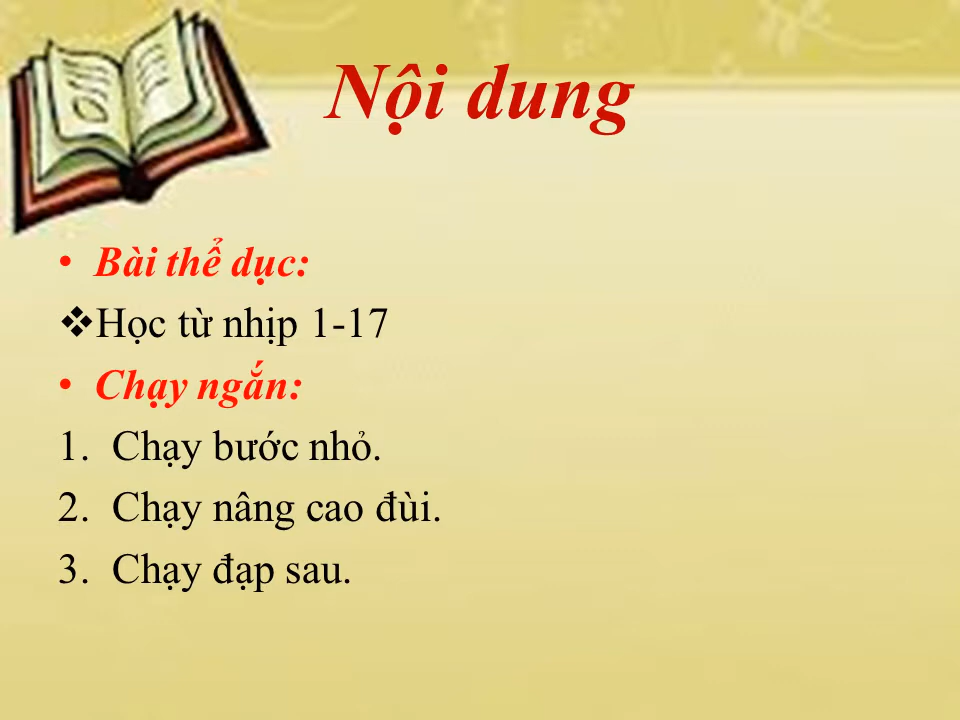 Nội dung
• Bài thể dục:
❖Học từ nhịp 1-17
• Chạy ngắn:
1. Chạy bước nhỏ.
2. Chạy nâng cao đùi.
3. Chạy đạp sau.